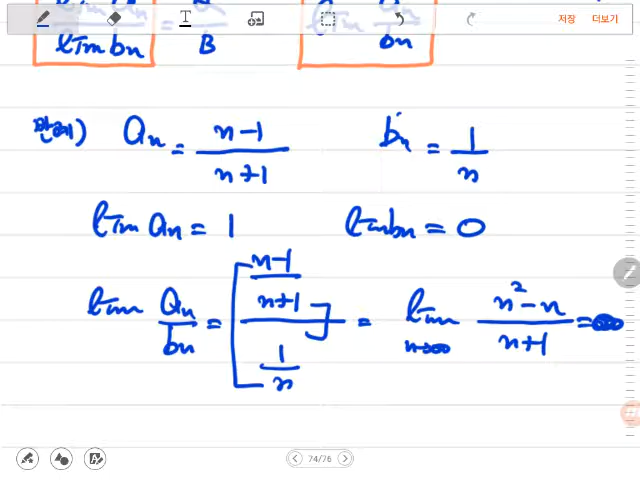 저장 더보기
lim bn = B lim bn
반례) an = n-1/n+1 bn = 1/n
lim an = 1 lim bn = 0
lim an/bn = [(n-1/n+1)/(1/n)] = lim n→∞ n²-n/n+1 = ∞
74/76